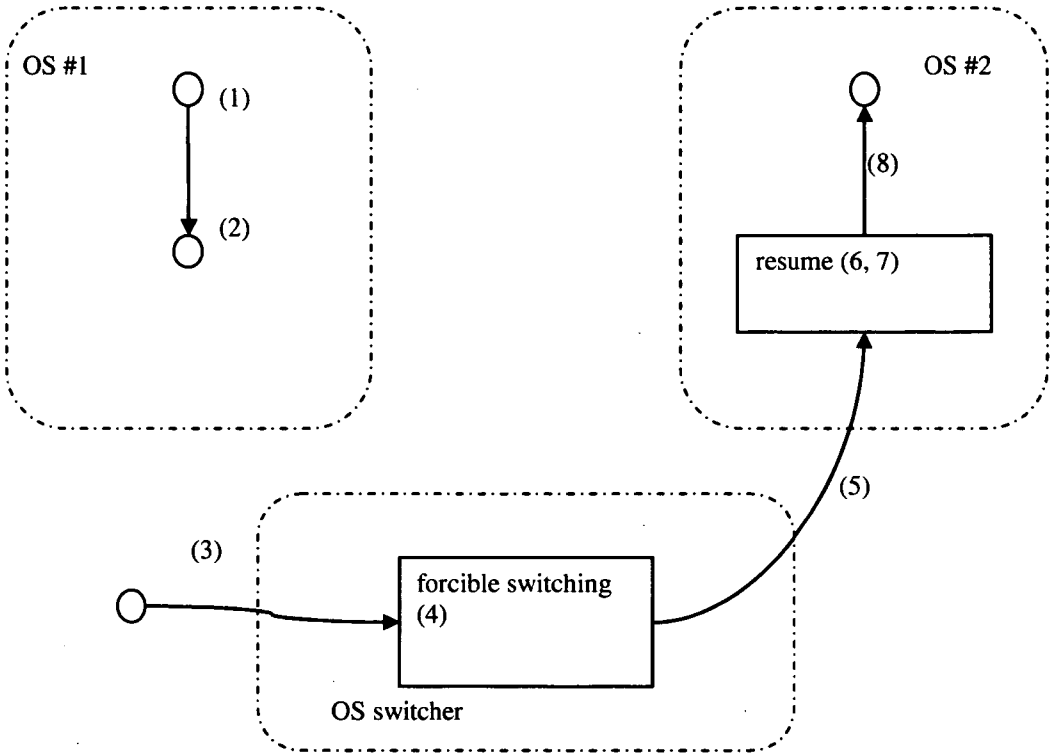 OS #1
(1)
(2)
OS #2
(8)
resume (6, 7)
(5)
(3)
forcible switching
(4)
OS switcher